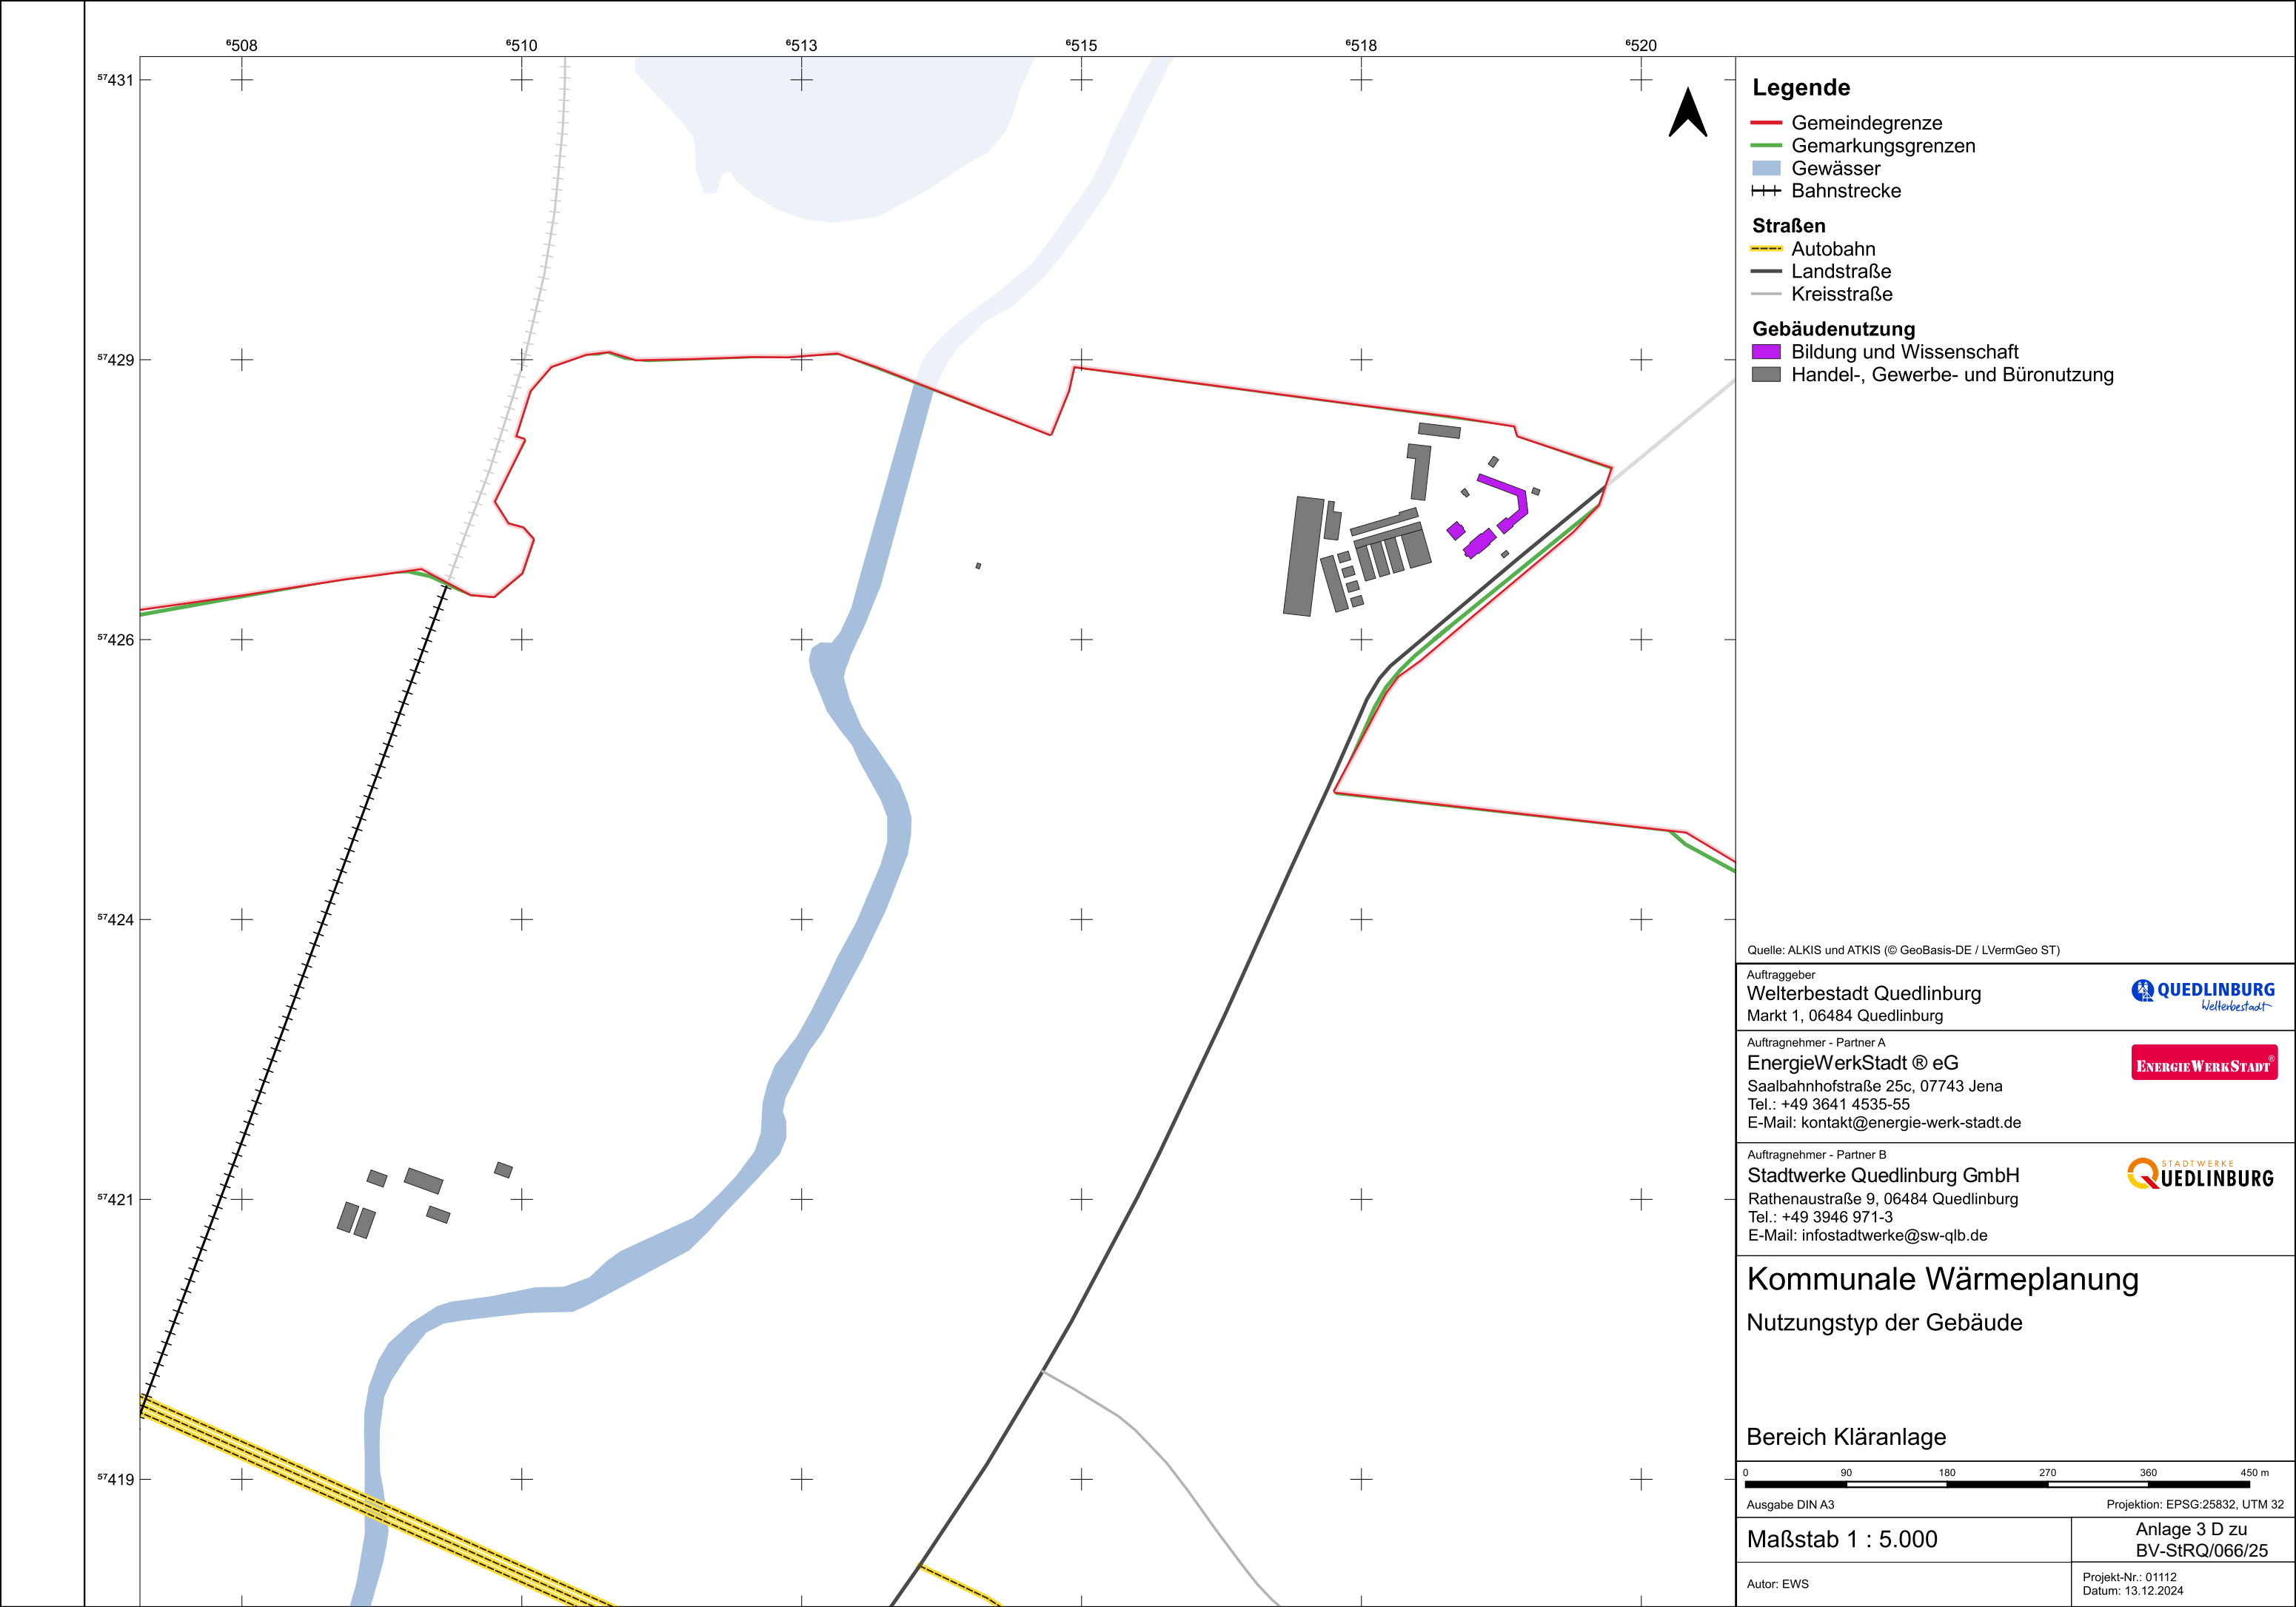 ⁶508 ⁶510 ⁶513 ⁶515 ⁶518 ⁶520
⁵⁷431
⁵⁷429
⁵⁷426
⁵⁷424
⁵⁷421
⁵⁷419
Legende
Gemeindegrenze
Gemarkungsgrenzen
Gewässer
Bahnstrecke
Straßen
Autobahn
Landstraße
Kreisstraße
Gebäudenutzung
Bildung und Wissenschaft
Handel-, Gewerbe- und Büronutzung
Quelle: ALKIS und ATKIS (© GeoBasis-DE / LVermGeo ST)
Auftraggeber
Welterbestadt Quedlinburg
Markt 1, 06484 Quedlinburg
QUEDLINBURG
Welterbestadt
Auftragnehmer - Partner A
EnergieWerkStadt ® eG
Saalbahnhofstraße 25c, 07743 Jena
Tel.: +49 3641 4535-55
E-Mail: kontakt@energie-werk-stadt.de
ENERGIEWERKSTADT ®
Auftragnehmer - Partner B
Stadtwerke Quedlinburg GmbH
Rathenaustraße 9, 06484 Quedlinburg
Tel.: +49 3946 971-3
E-Mail: infostadtwerke@sw-qlb.de
STADTWERKE
QUEDLINBURG
Kommunale Wärmeplanung
Nutzungstyp der Gebäude
Bereich Kläranlage
0 90 180 270 360 450 m
Ausgabe DIN A3 Projektion: EPSG:25832, UTM 32
Maßstab 1 : 5.000
Anlage 3 D zu
BV-StRQ/066/25
Autor: EWS
Projekt-Nr.: 01112
Datum: 13.12.2024